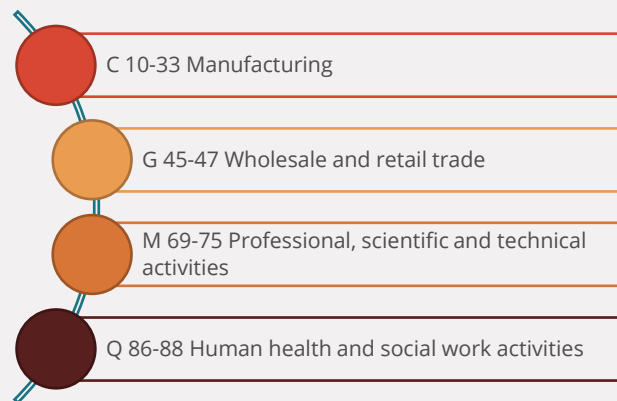 C 10-33 Manufacturing
G 45-47 Wholesale and retail trade
M 69-75 Professional, scientific and technical
activities
Q 86-88 Human health and social work activities